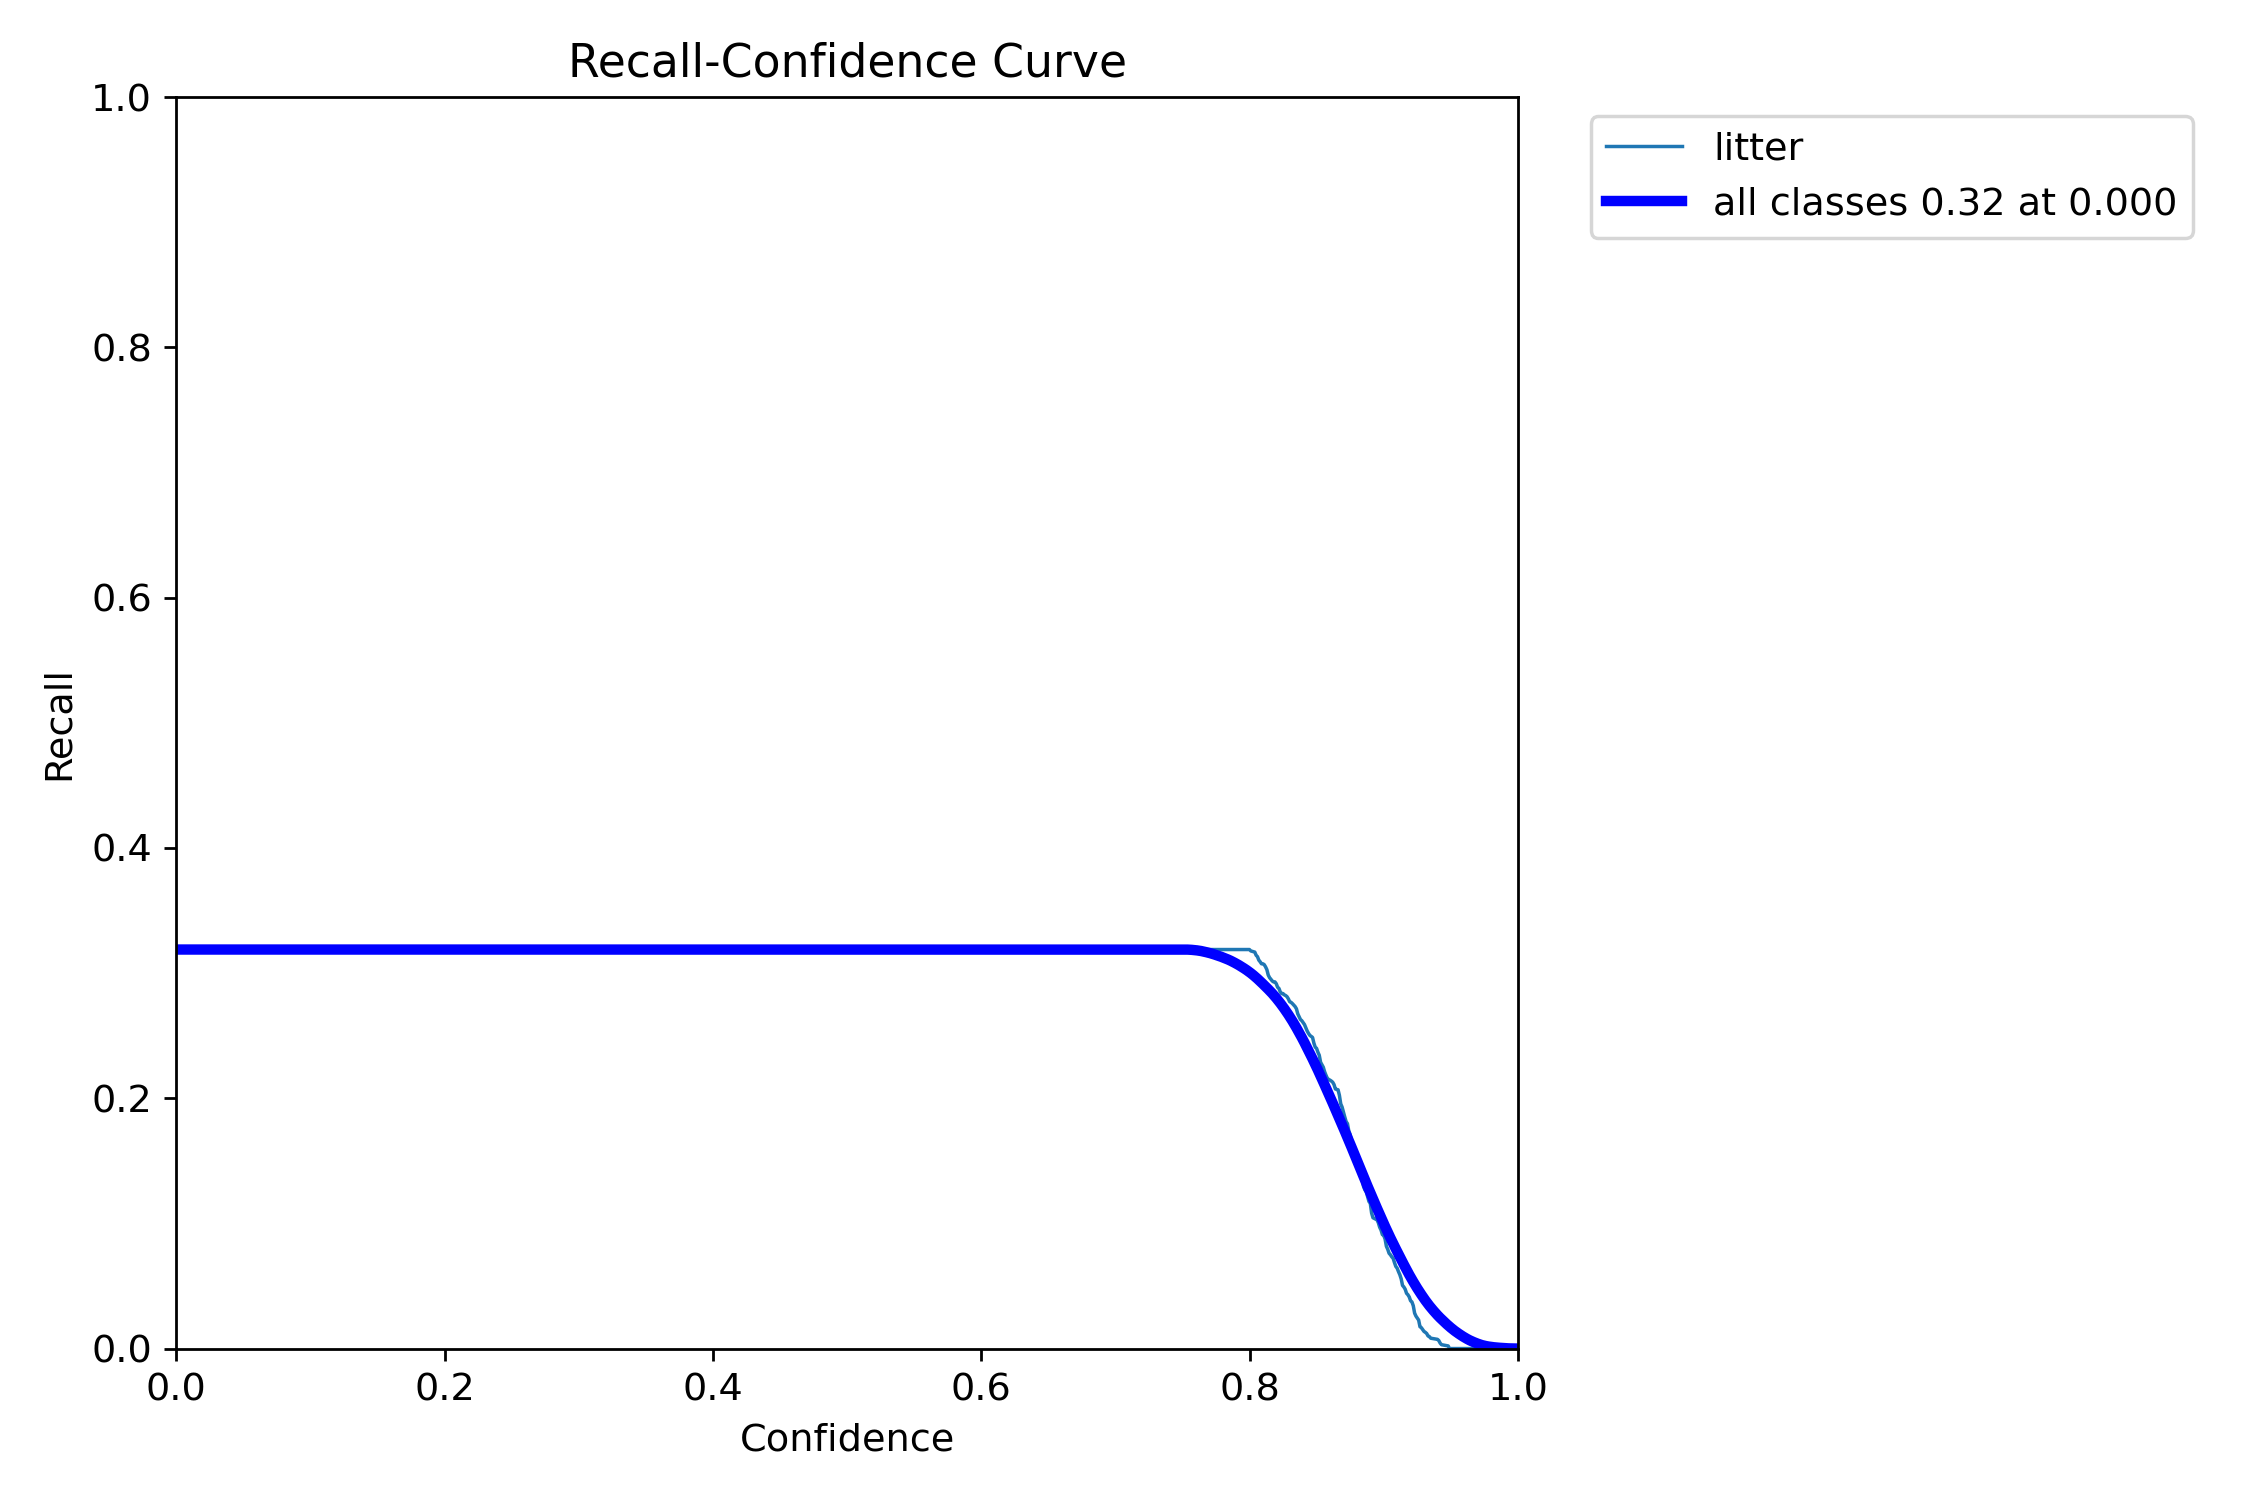 Recall-Confidence Curve
1.0
0.8
0.6
0.4
0.2
0.0
Recall
0.0 0.2 0.4 0.6 0.8 1.0
Confidence
litter
all classes 0.32 at 0.000